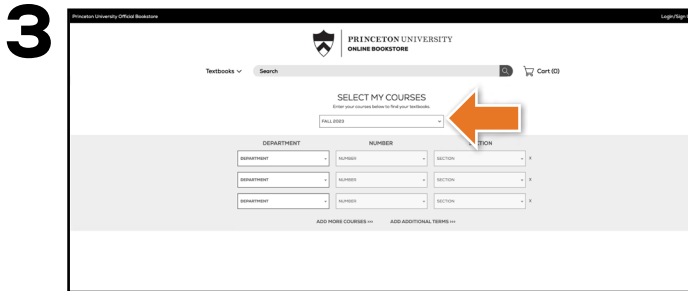 3
Princeton University Official Bookstore
Login/Sign
PRINCETON UNIVERSITY
ONLINE BOOKSTORE
Textbooks
Search
Cart (0)
SELECT MY COURSES
Enter your courses below to find your textbooks.
FALL 2023
DEPARTMENT NUMBER
DEPARTMENT NUMBER SECTION X
DEPARTMENT NUMBER SECTION X
DEPARTMENT NUMBER SECTION X
ADD MORE COURSES >>> ADD ADDITIONAL TERMS >>>